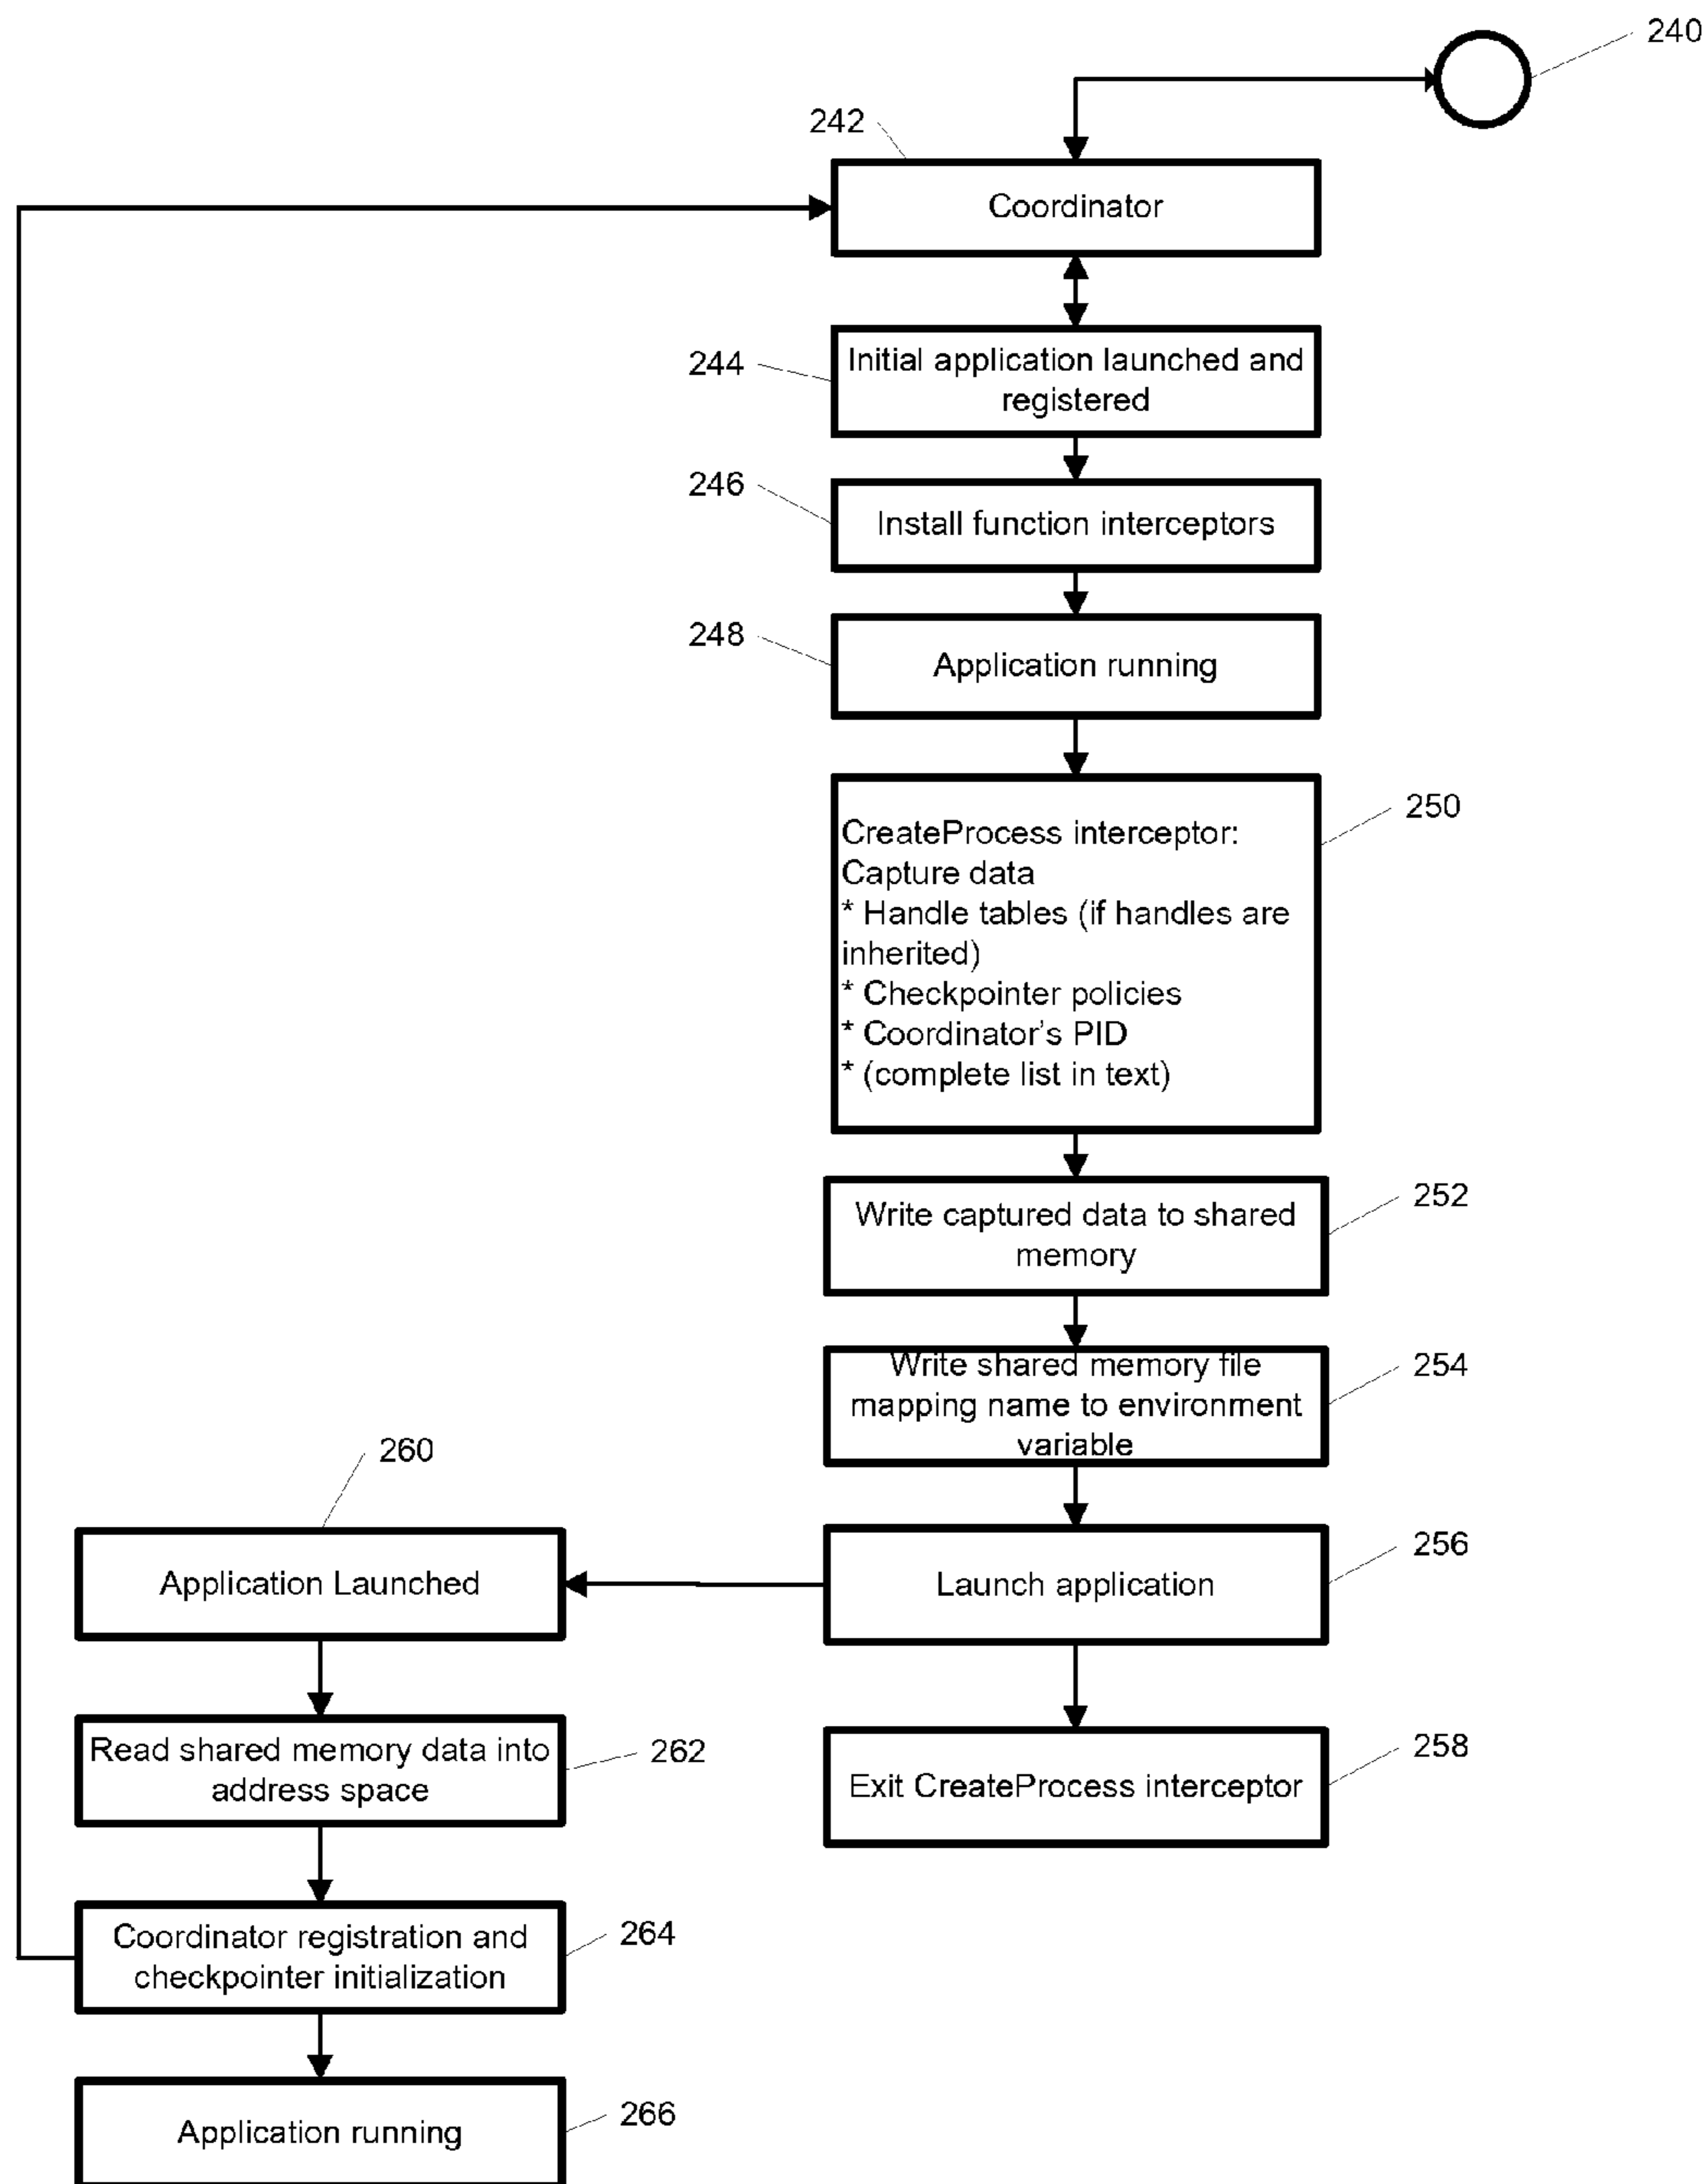 240
242
Coordinator
244
Initial application launched and
registered
246
Install function interceptors
248
Application running
250
CreateProcess interceptor:
Capture data
* Handle tables (if handles are
inherited)
* Checkpointer policies
* Coordinator's PID
* (complete list in text)
252
Write captured data to shared
memory
254
Write shared memory file
mapping name to environment
variable
260
256
Application Launched
Launch application
262
Read shared memory data into
address space
258
Exit CreateProcess interceptor
264
Coordinator registration and
checkpointer initialization
266
Application running